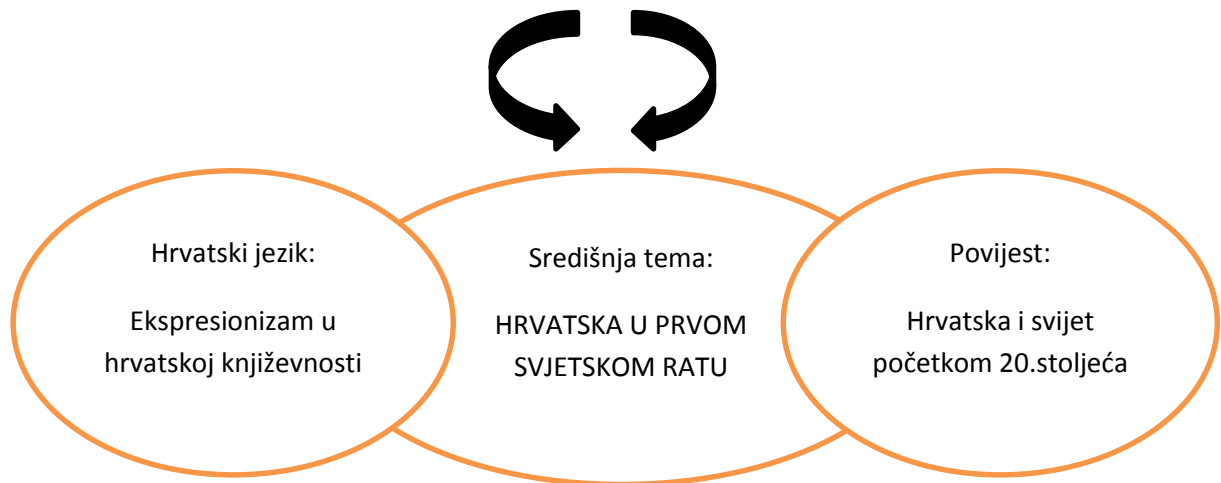 Hrvatski jezik:
Ekspresionizam u
hrvatskoj književnosti
Središnja tema:
HRVATSKA U PRVOM
SVJETSKOM RATU
Povijest:
Hrvatska i svijet
početkom 20.stoljeća